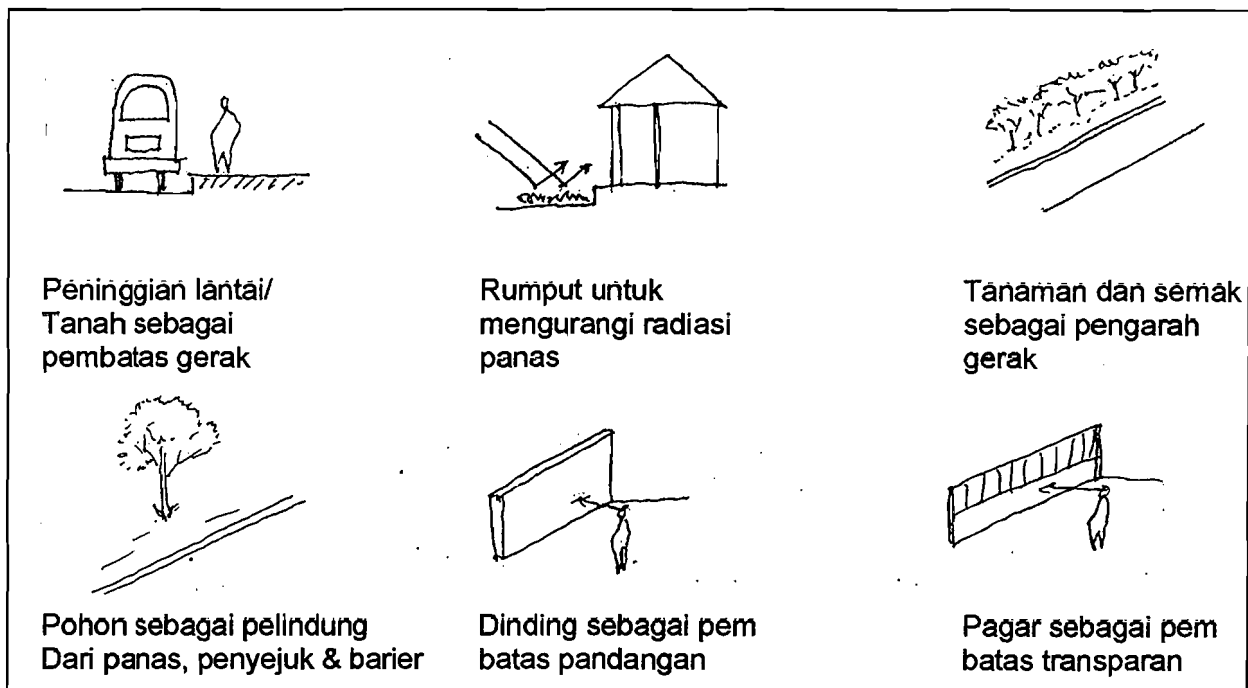 Peninggian lantai/
Tanah sebagai
pembatas gerak
Rumput untuk
mengurangi radiasi
panas
Tanaman dan semak
sebagai pengarah
gerak
Pohon sebagai pelindung
Dari panas, penyejuk & barier
Dinding sebagai pem
batas pandangan
Pagar sebagai pem
batas transparan